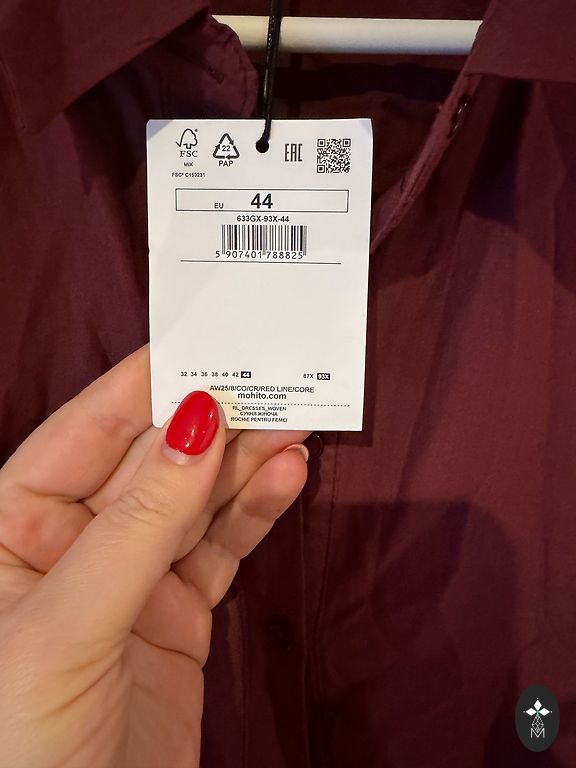 FSC
MIX
FSC® C153231
22
PAP
EAC
EU 44
633GX-93X-44
5 907401 788825
32 34 36 38 40 42 44 87X 93X
AW25/8/CO/CR/RED LINE/CORE
mohito.com
RL_DRESSES_WOVEN
СУКНЯ ЖІНОЧА
ROCHIE PENTRU FEMEI
M